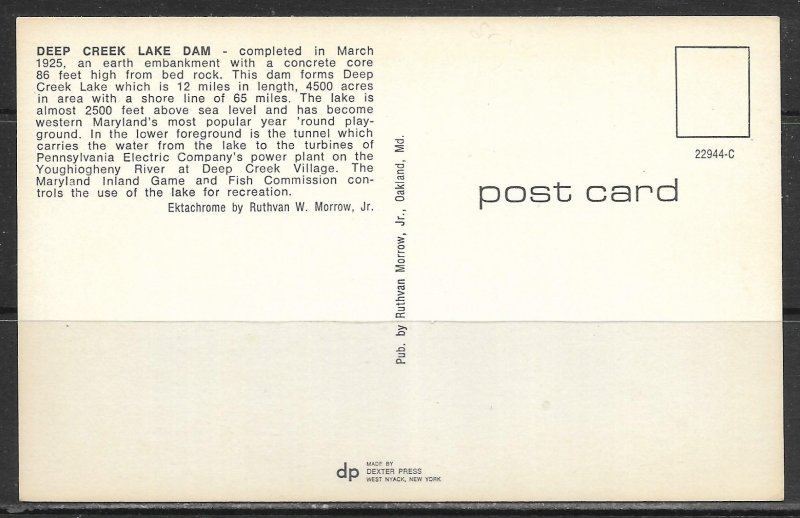 DEEP CREEK LAKE DAM - completed in March
1925, an earth embankment with a concrete core
86 feet high from bed rock. This dam forms Deep
Creek Lake which is 12 miles in length, 4500 acres
in area with a shore line of 65 miles. The lake is
almost 2500 feet above sea level and has become
western Maryland's most popular year 'round play-
ground. In the lower foreground is the tunnel which
carries the water from the lake to the turbines of
Pennsylvania Electric Company's power plant on the
Youghiogheny River at Deep Creek Village. The
Maryland Inland Game and Fish Commission con-
trols the use of the lake for recreation.
Ektachrome by Ruthvan W. Morrow, Jr.
Pub. by Ruthvan Morrow, Jr., Oakland, Md.
22944-C
post card
dp
MADE BY
DEXTER PRESS
WEST NYACK, NEW YORK